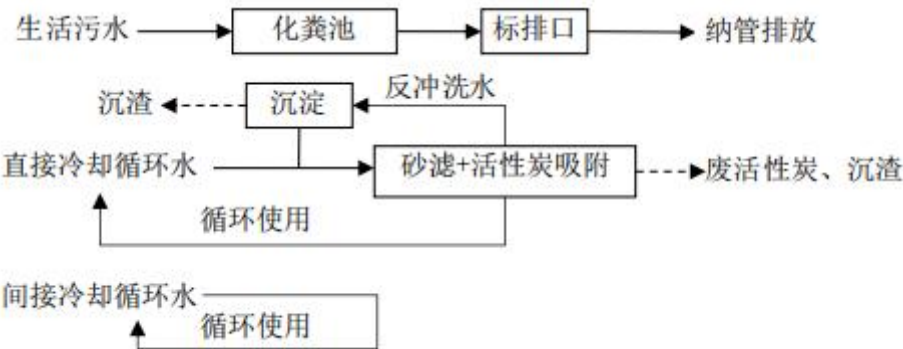 生活污水 化粪池 标排口 纳管排放
反冲洗水
沉渣 沉淀
直接冷却循环水 砂滤+活性炭吸附 废活性炭、沉渣
循环使用
间接冷却循环水
循环使用